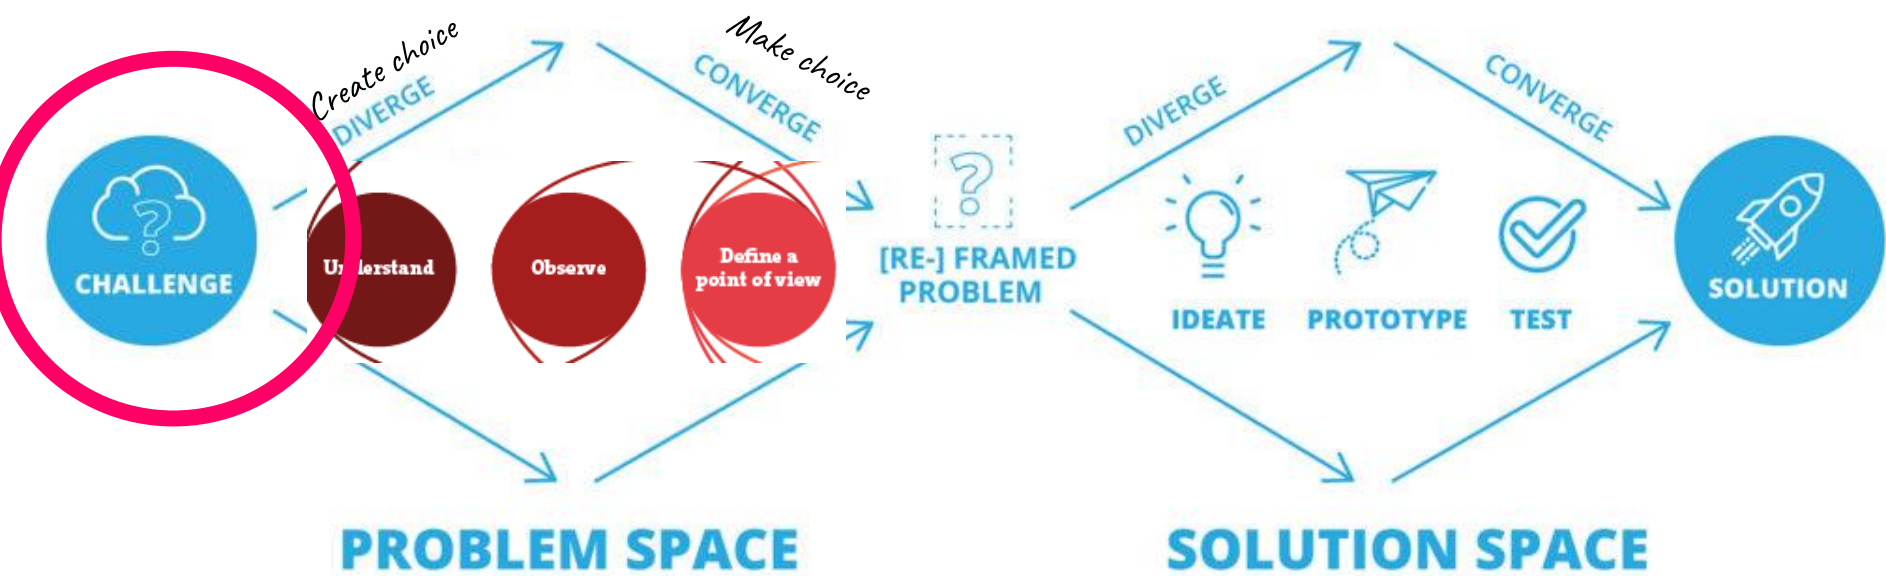 Create choice
DIVERGE
Make choice
CONVERGE
CHALLENGE
Understand
Observe
Define a
point of view
[RE-] FRAMED
PROBLEM
DIVERGE
CONVERGE
IDEATE
PROTOTYPE
TEST
SOLUTION
PROBLEM SPACE
SOLUTION SPACE